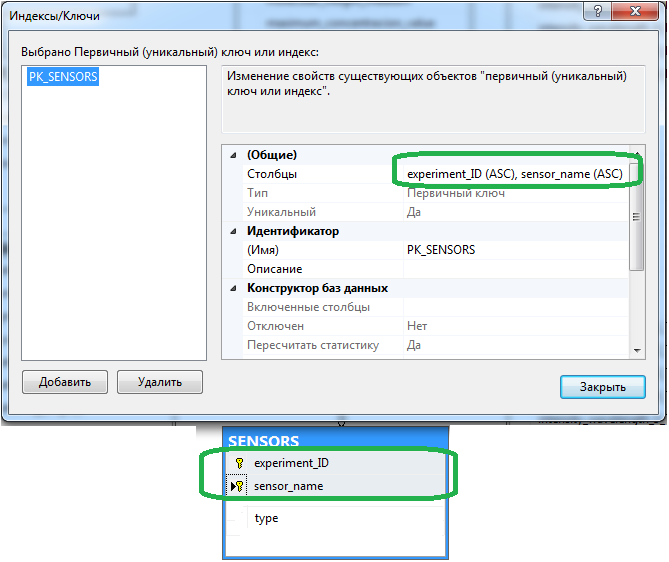 maximum_concentracion_value
Индексы/Ключи
Выбрано Первичный (уникальный) ключ или индекс:
PK_SENSORS
Изменение свойств существующих объектов "первичный (уникальный)
ключ или индекс".
(Общие)
Столбцы experiment_ID (ASC), sensor_name (ASC)
Тип Первичный ключ
Уникальный Да
Идентификатор
(Имя) PK_SENSORS
Описание
Конструктор баз данных
Включенные столбцы
Отключен Нет
Пересчитать статистику Да
Добавить Удалить Закрыть
SENSORS
experiment_ID
sensor_name
type